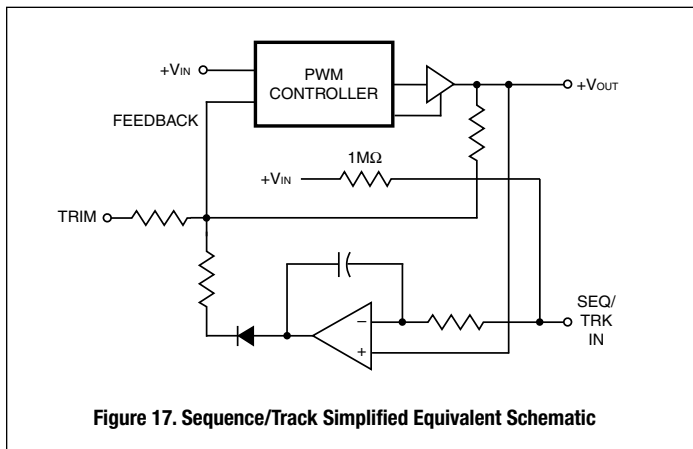 +VIN
PWM
CONTROLLER
+VOUT
FEEDBACK
1MΩ
+VIN
TRIM
SEQ/
TRK
IN
–
+
Figure 17. Sequence/Track Simplified Equivalent Schematic